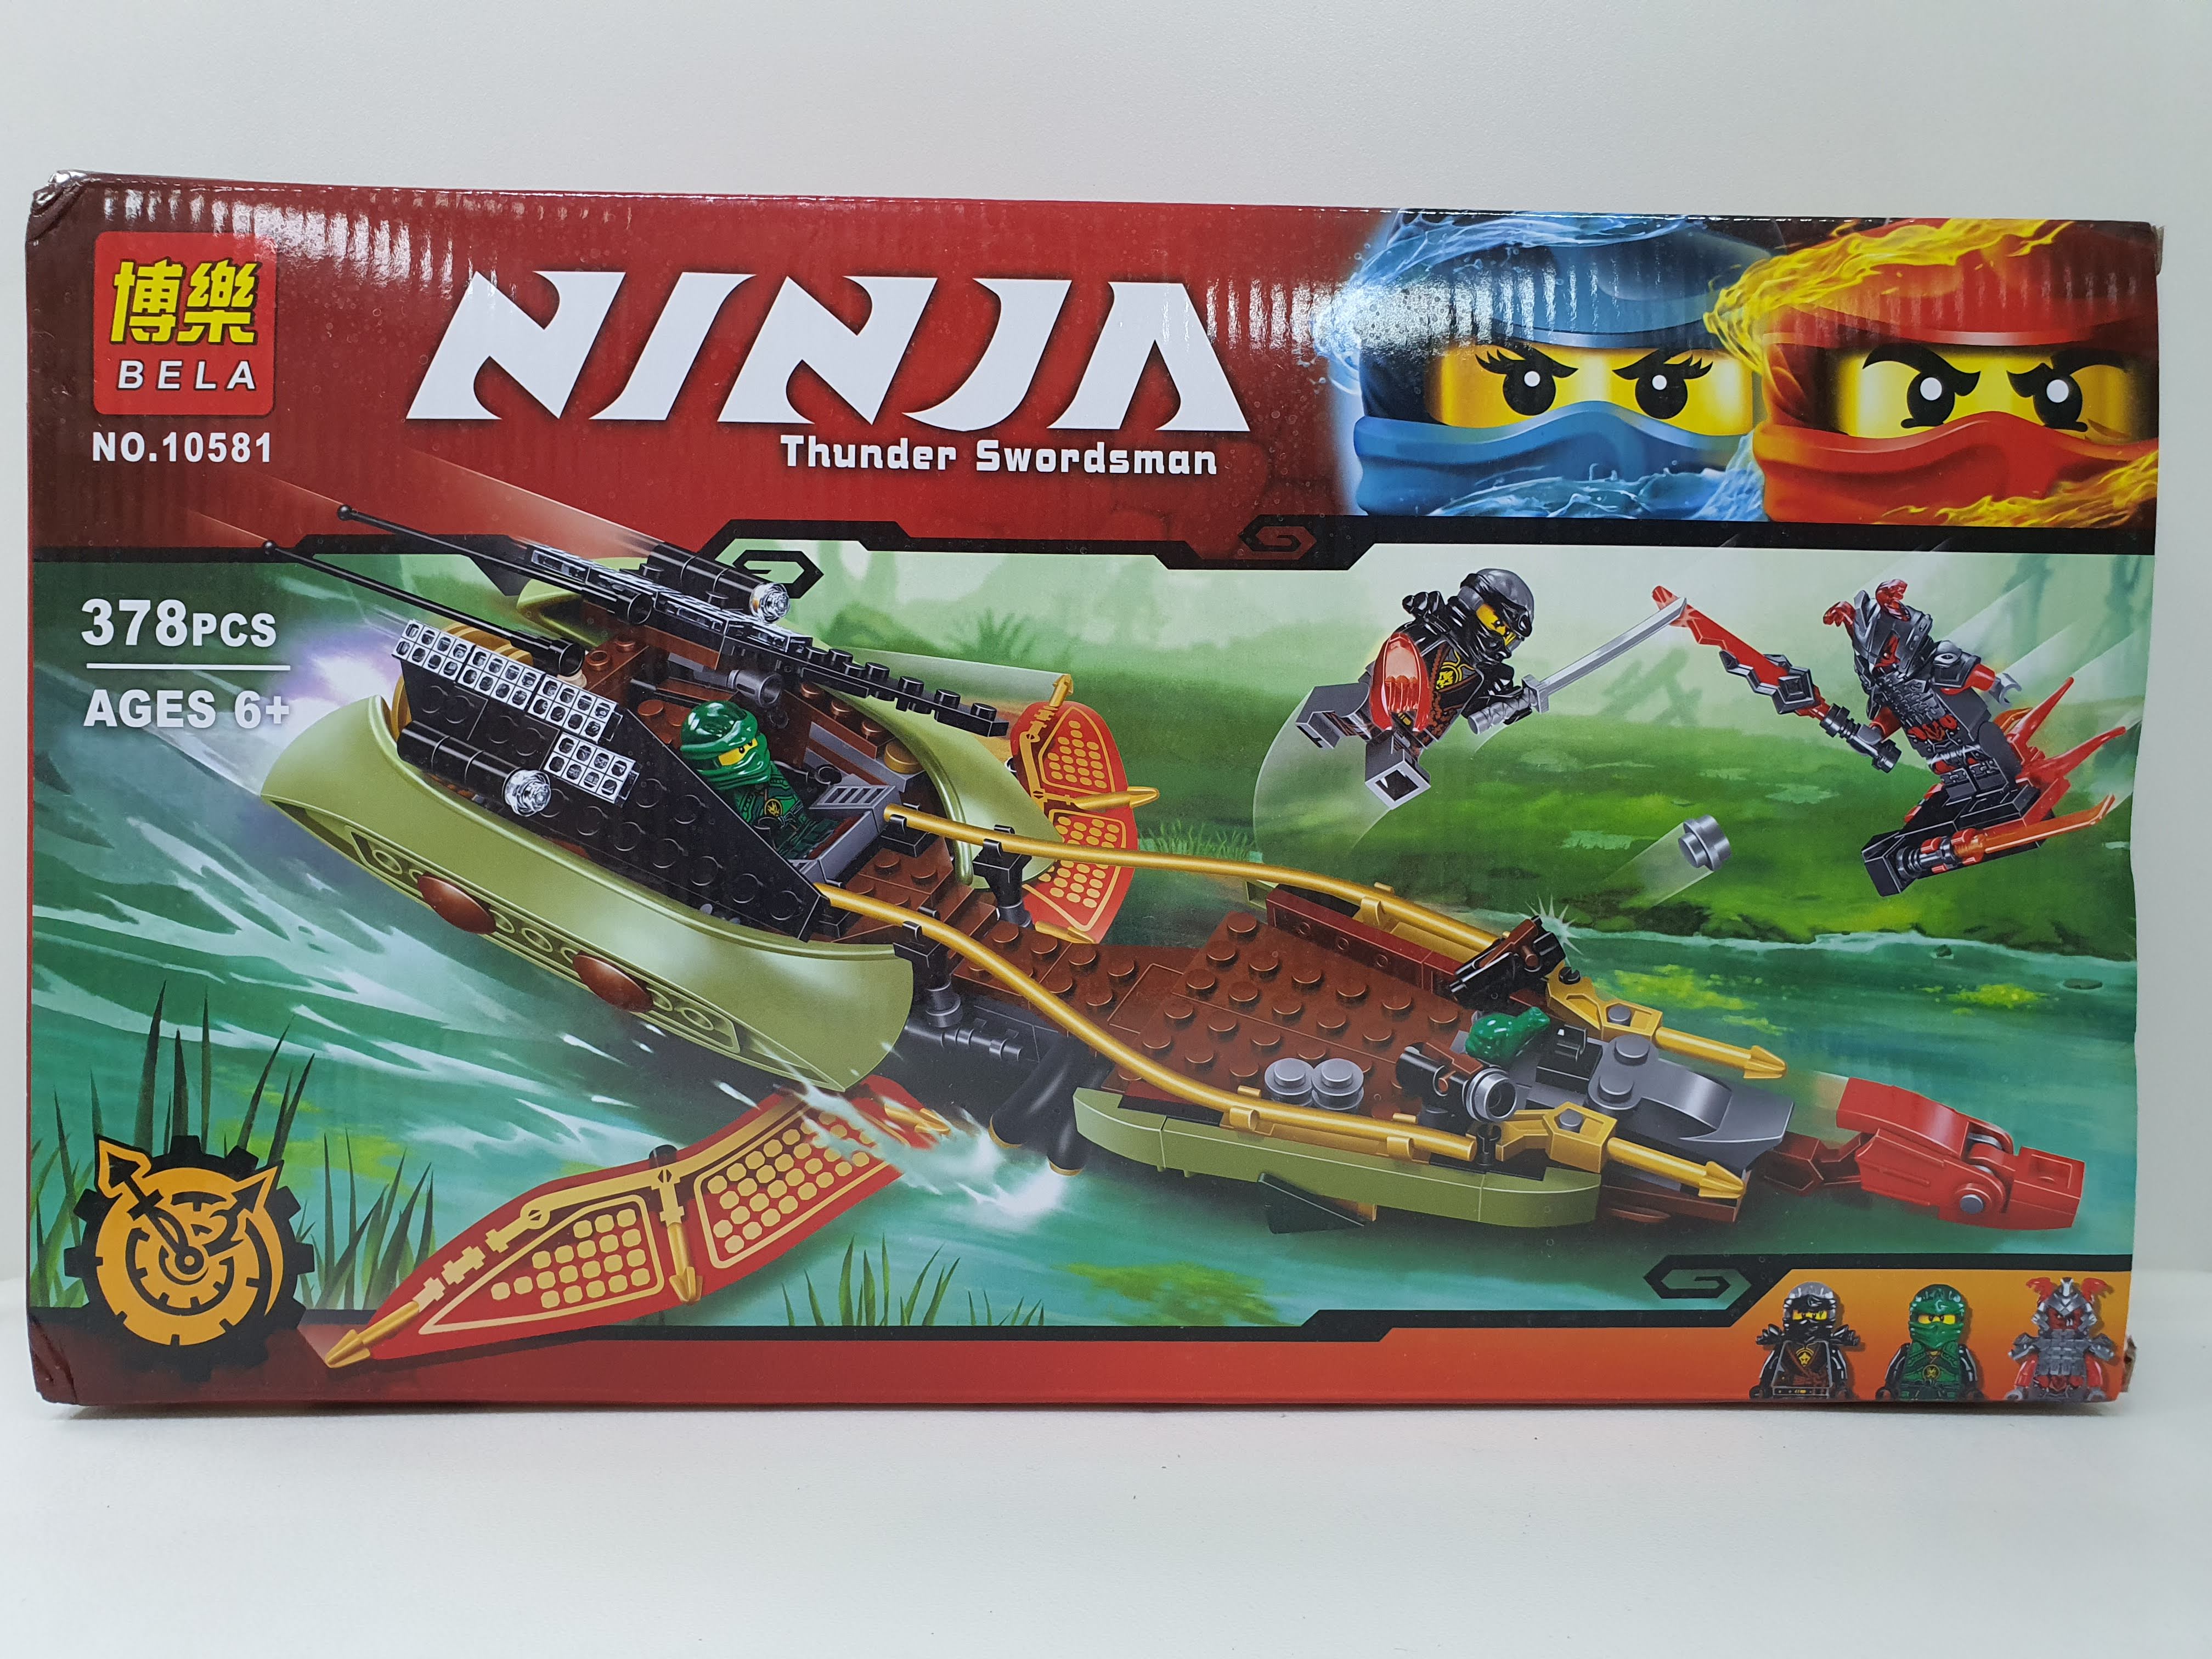 博樂
BELA
NO.10581
NINJA
Thunder Swordsman
378PCS
AGES 6+